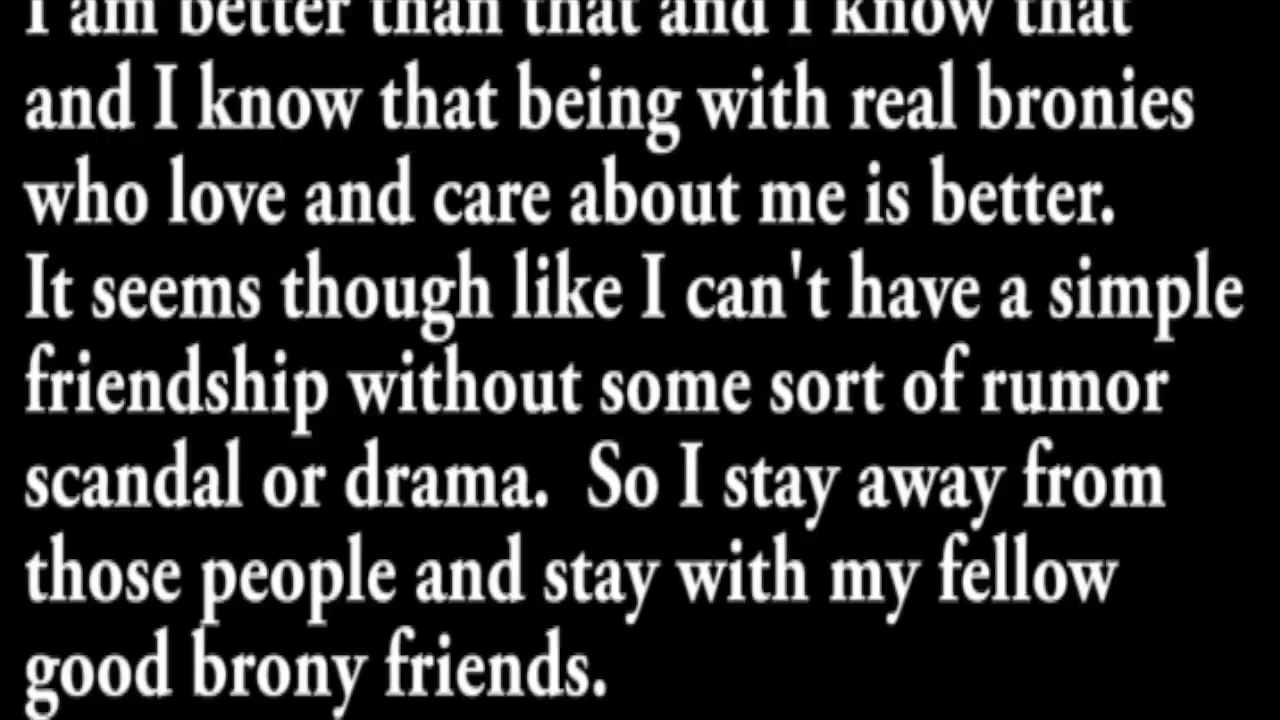 I am better than that and I know that
and I know that being with real bronies
who love and care about me is better.
It seems though like I can't have a simple
friendship without some sort of rumor
scandal or drama.  So I stay away from
those people and stay with my fellow
good brony friends.